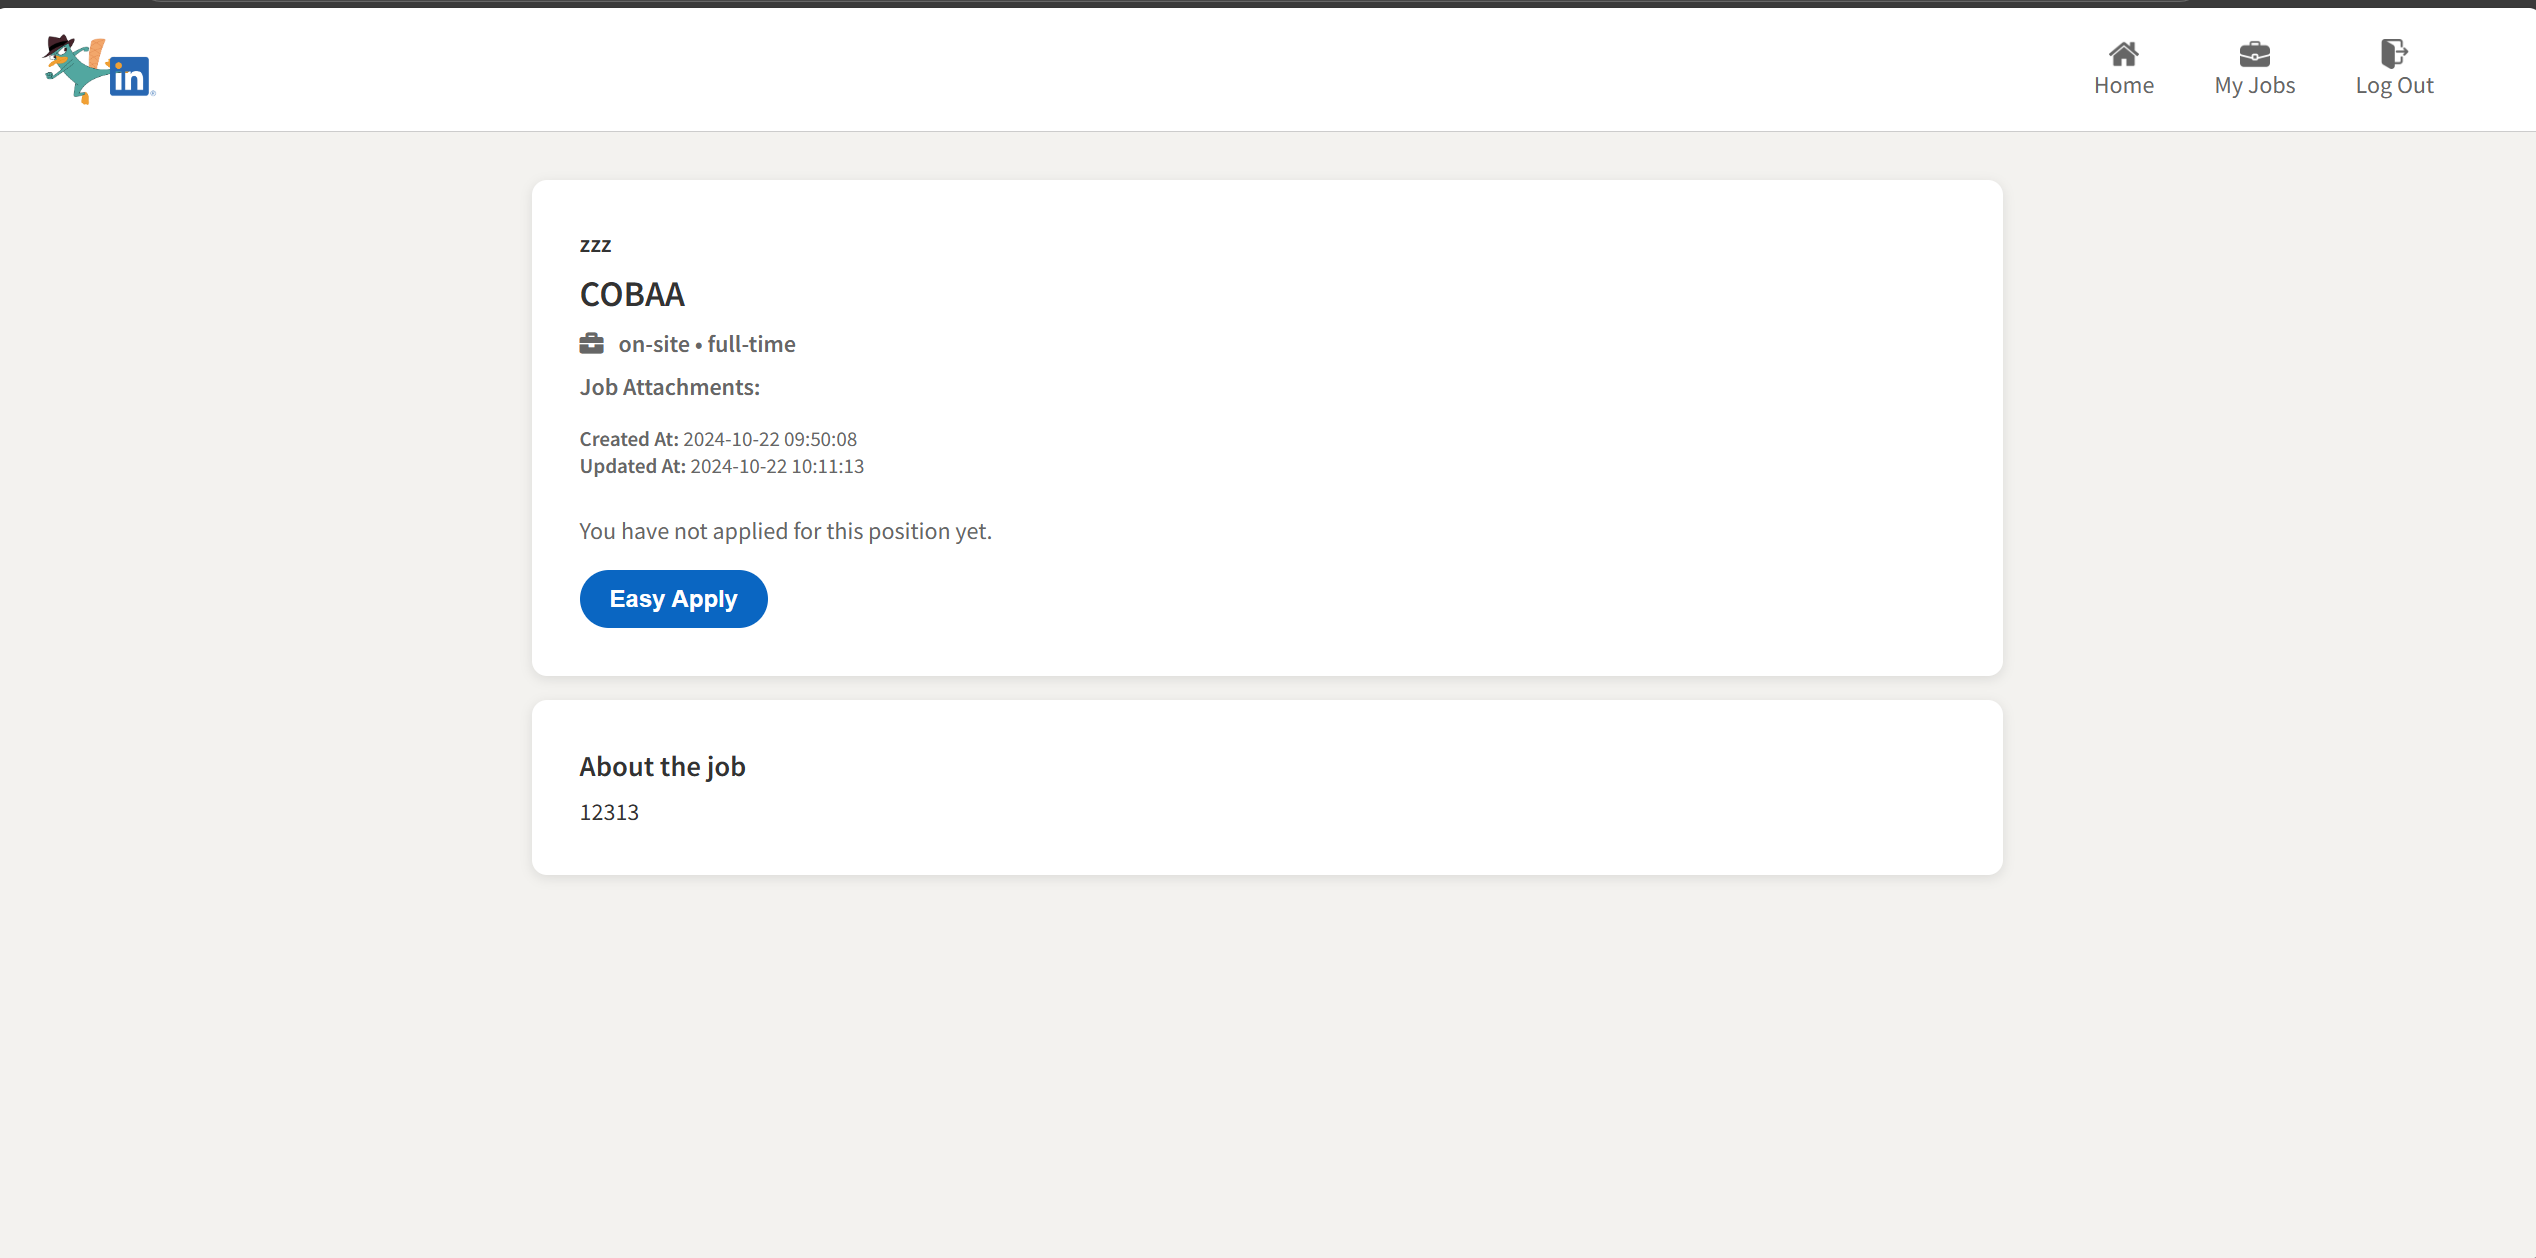 in
Home
My Jobs
Log Out
zzz
COBAA
on-site • full-time
Job Attachments:
Created At: 2024-10-22 09:50:08
Updated At: 2024-10-22 10:11:13
You have not applied for this position yet.
Easy Apply
About the job
12313